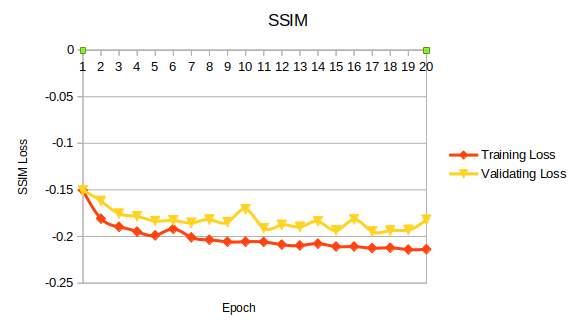 SSIM
0
1 2 3 4 5 6 7 8 9 10 11 12 13 14 15 16 17 18 19 20
-0.05
-0.1
-0.15
-0.2
-0.25
SSIM Loss
Epoch
Training Loss
Validating Loss